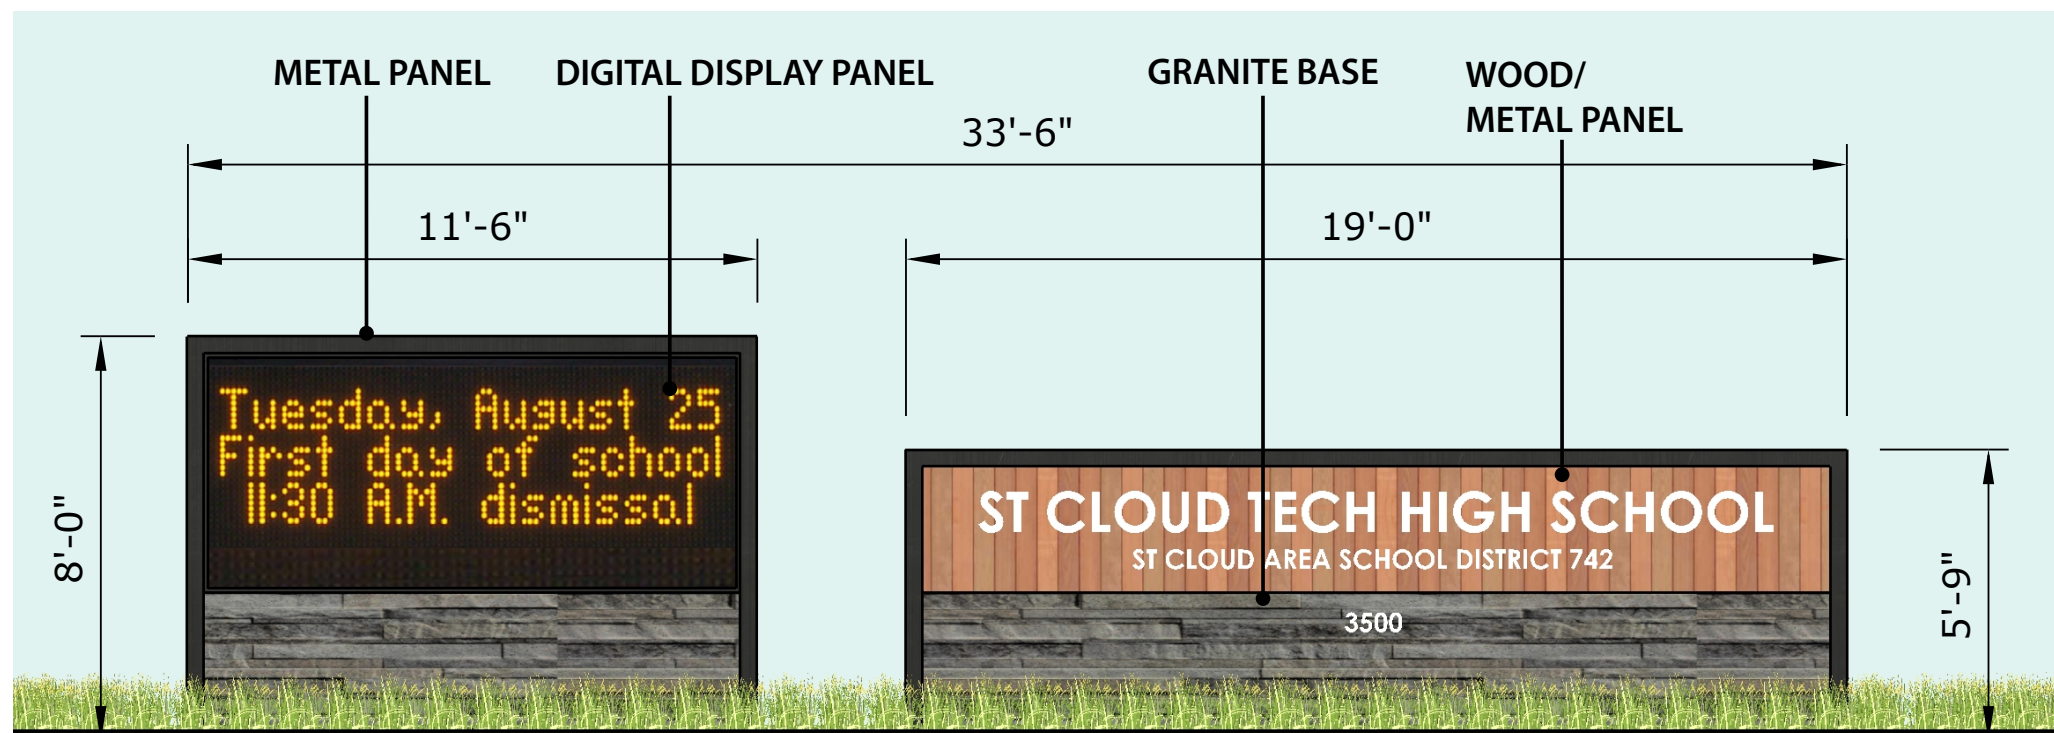 METAL PANEL
DIGITAL DISPLAY PANEL
GRANITE BASE
WOOD/
METAL PANEL
33'-6"
11'-6"
19'-0"
8'-0"
Tuesday, August 25
First day of school
11:30 A.M. dismissal
ST CLOUD TECH HIGH SCHOOL
ST CLOUD AREA SCHOOL DISTRICT 742
3500
5'-9"